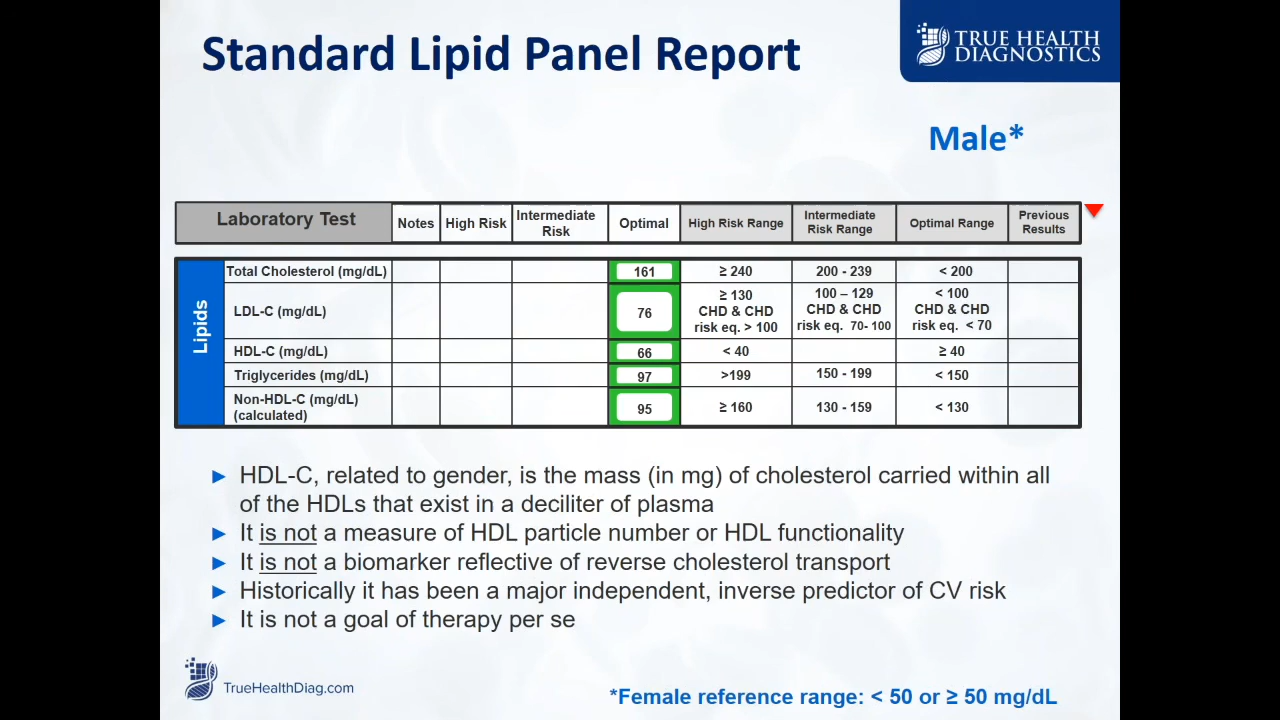 Standard Lipid Panel Report
TRUE HEALTH
DIAGNOSTICS
Male*
Laboratory Test Notes High Risk Intermediate Risk Optimal High Risk Range Intermediate Risk Range Optimal Range Previous Results
Lipids
Total Cholesterol (mg/dL) 161 ≥ 240 200 - 239 < 200
LDL-C (mg/dL) 76 ≥ 130 CHD & CHD risk eq. > 100 100 – 129 CHD & CHD risk eq. 70- 100 < 100 CHD & CHD risk eq. < 70
HDL-C (mg/dL) 66 < 40 ≥ 40
Triglycerides (mg/dL) 97 >199 150 - 199 < 150
Non-HDL-C (mg/dL) (calculated) 95 ≥ 160 130 - 159 < 130
► HDL-C, related to gender, is the mass (in mg) of cholesterol carried within all
of the HDLs that exist in a deciliter of plasma
► It is not a measure of HDL particle number or HDL functionality
► It is not a biomarker reflective of reverse cholesterol transport
► Historically it has been a major independent, inverse predictor of CV risk
► It is not a goal of therapy per se
TrueHealthDiag.com
*Female reference range: < 50 or ≥ 50 mg/dL